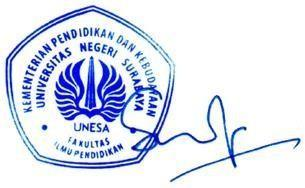 KEMENTERIAN PENDIDIKAN DAN KEBUDAYAAN
UNIVERSITAS NEGERI SURABAYA
UNESA
FAKULTAS
ILMU PENDIDIKAN